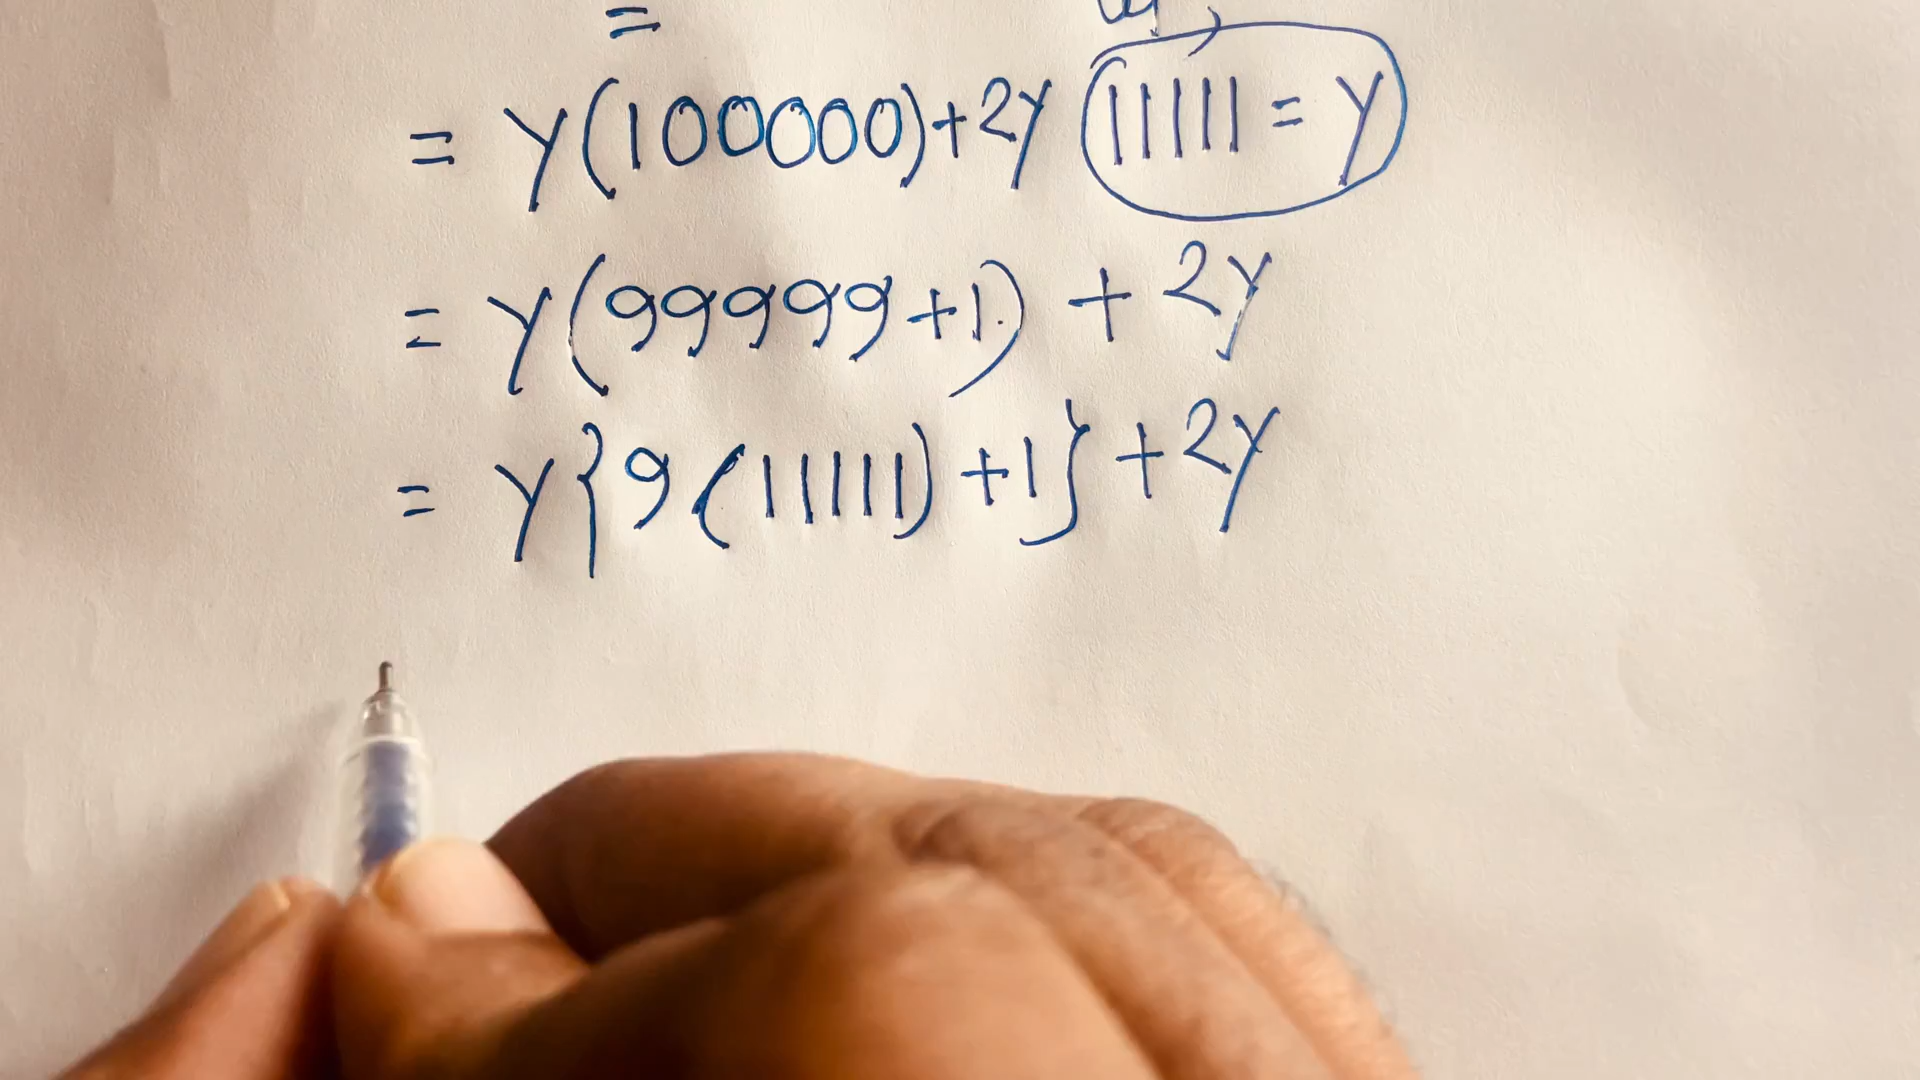 =
= y(100000)+2y (11111 = y)
= y(99999+1) + 2y
= y{9(11111)+1}+2y